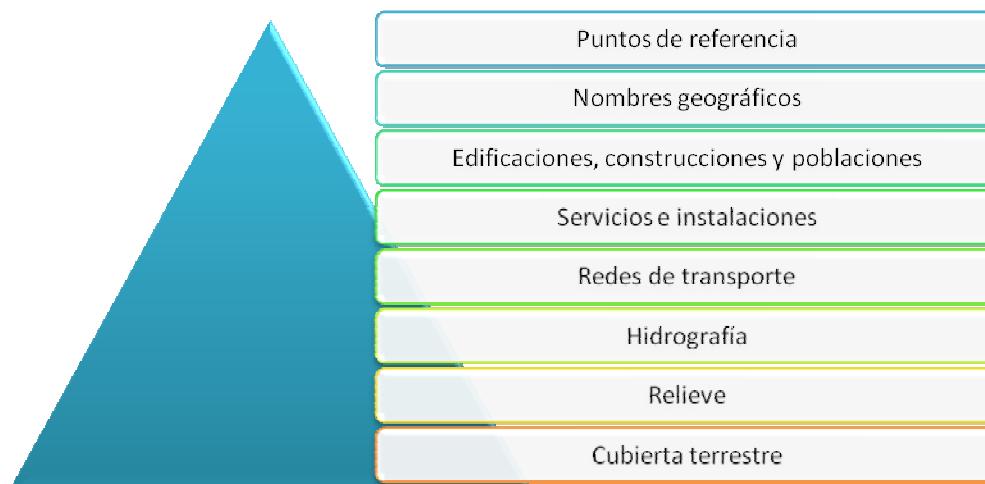 Puntos de referencia
Nombres geográficos
Edificaciones, construcciones y poblaciones
Servicios e instalaciones
Redes de transporte
Hidrografía
Relieve
Cubierta terrestre